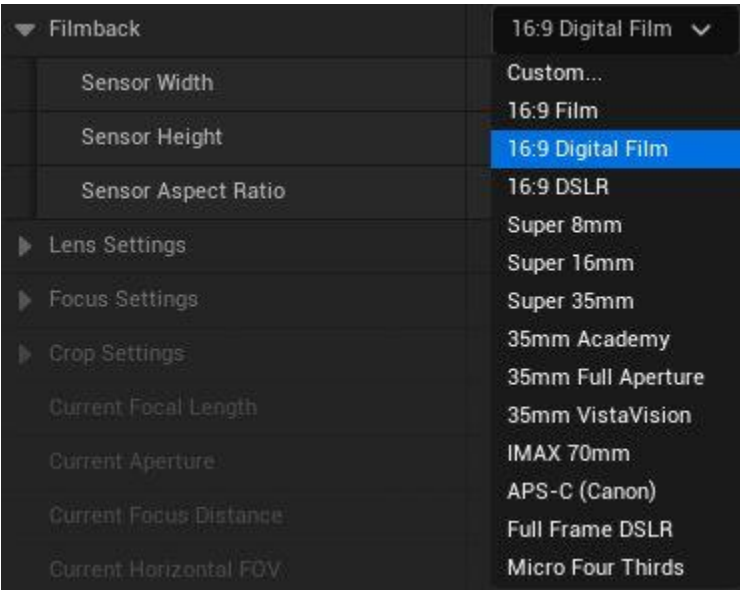 Filmback
16:9 Digital Film
Custom...
16:9 Film
Sensor Width
Sensor Height
16:9 Digital Film
16:9 DSLR
Sensor Aspect Ratio
Super 8mm
Lens Settings
Super 16mm
Focus Settings
Super 35mm
Crop Settings
35mm Academy
35mm Full Aperture
Current Focal Length
35mm VistaVision
Current Aperture
IMAX 70mm
APS-C (Canon)
Current Focus Distance
Full Frame DSLR
Current Horizontal FOV
Micro Four Thirds